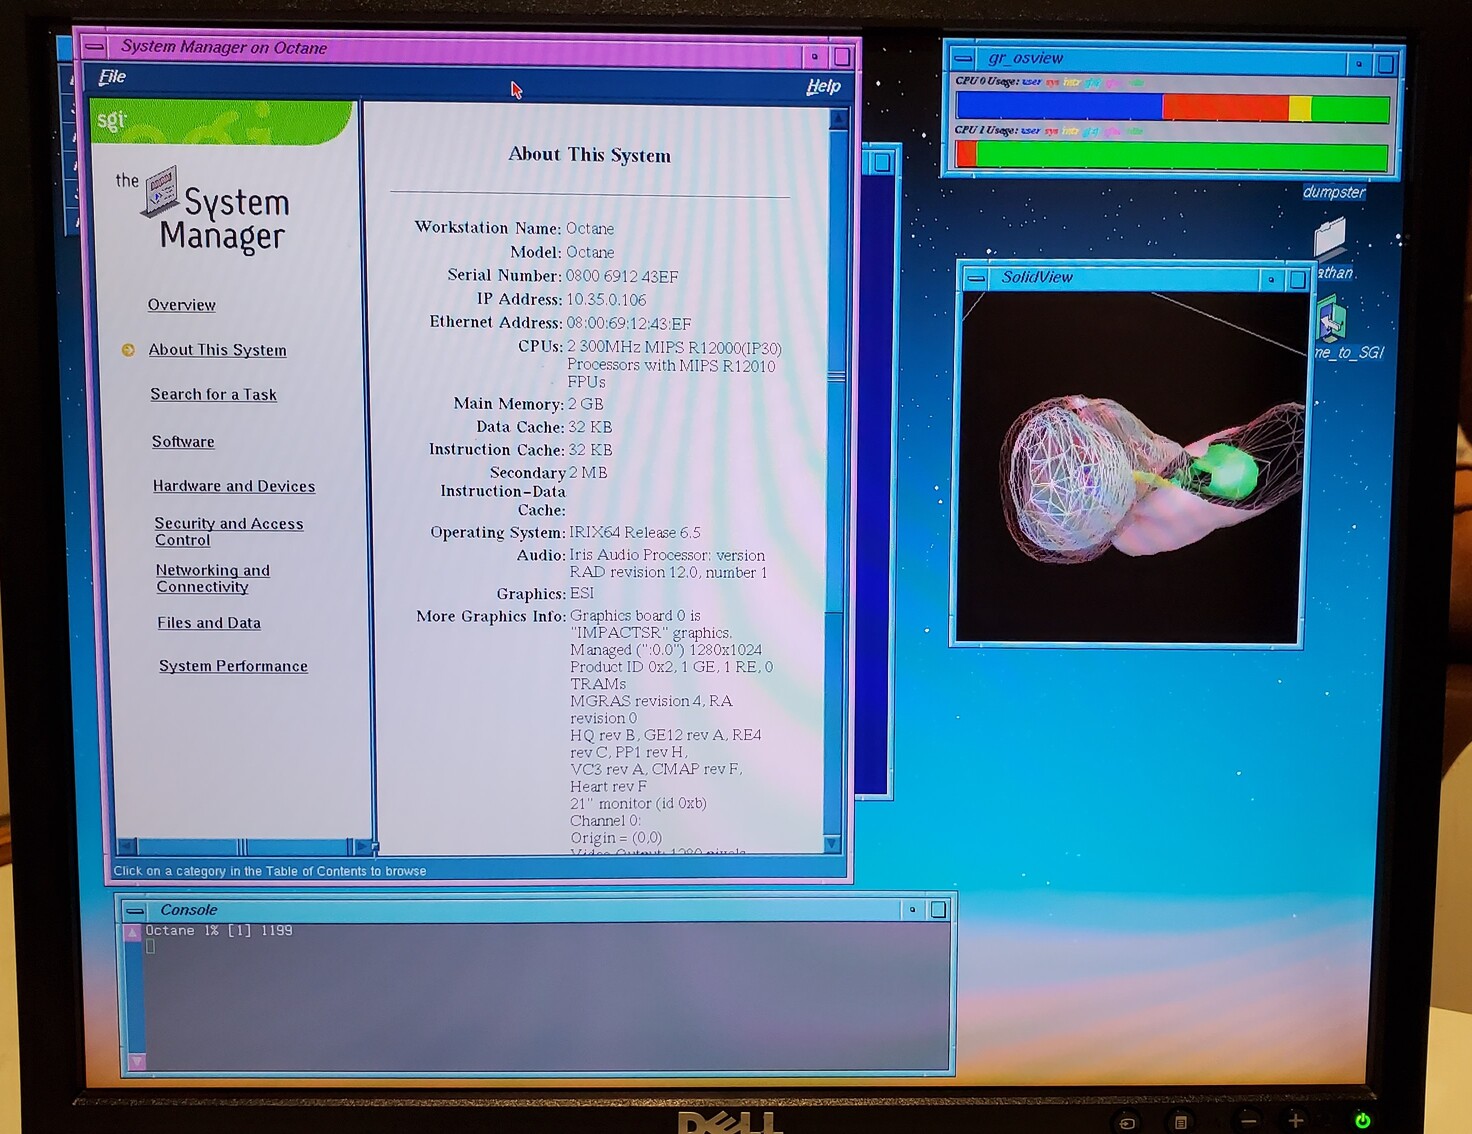 System Manager on Octane
File
Help
sgi
the
System
Manager
Overview
About This System
Search for a Task
Software
Hardware and Devices
Security and Access
Control
Networking and
Connectivity
Files and Data
System Performance
About This System
Workstation Name: Octane
Model: Octane
Serial Number: 0800 6912 43EF
IP Address: 10.35.0.106
Ethernet Address: 08:00:69:12:43:EF
CPUs: 2 300MHz MIPS R12000(IP30)
Processors with MIPS R12010
FPUs
Main Memory: 2 GB
Data Cache: 32 KB
Instruction Cache: 32 KB
Secondary 2 MB
Instruction-Data
Cache:
Operating System: IRIX64 Release 6.5
Audio: Iris Audio Processor: version
RAD revision 12.0, number 1
Graphics: ESI
More Graphics Info: Graphics board 0 is
"IMPACTSR" graphics.
Managed (":0.0") 1280x1024
Product ID 0x2, 1 GE, 1 RE, 0
TRAMs
MGRAS revision 4, RA
revision 0
HQ rev B, GE12 rev A, RE4
rev C, PP1 rev H,
VC3 rev A, CMAP rev F,
Heart rev F
21" monitor (id 0xb)
Channel 0:
Origin = (0,0)
Video Output: 1280 pixels
Click on a category in the Table of Contents to browse
gr_osview
CPU 0 Usage: user sys intr
CPU 1 Usage: user sys intr
dumpster
athan
me_to_SGI
SolidView
Console
Octane 1% [1] 1199
DELL